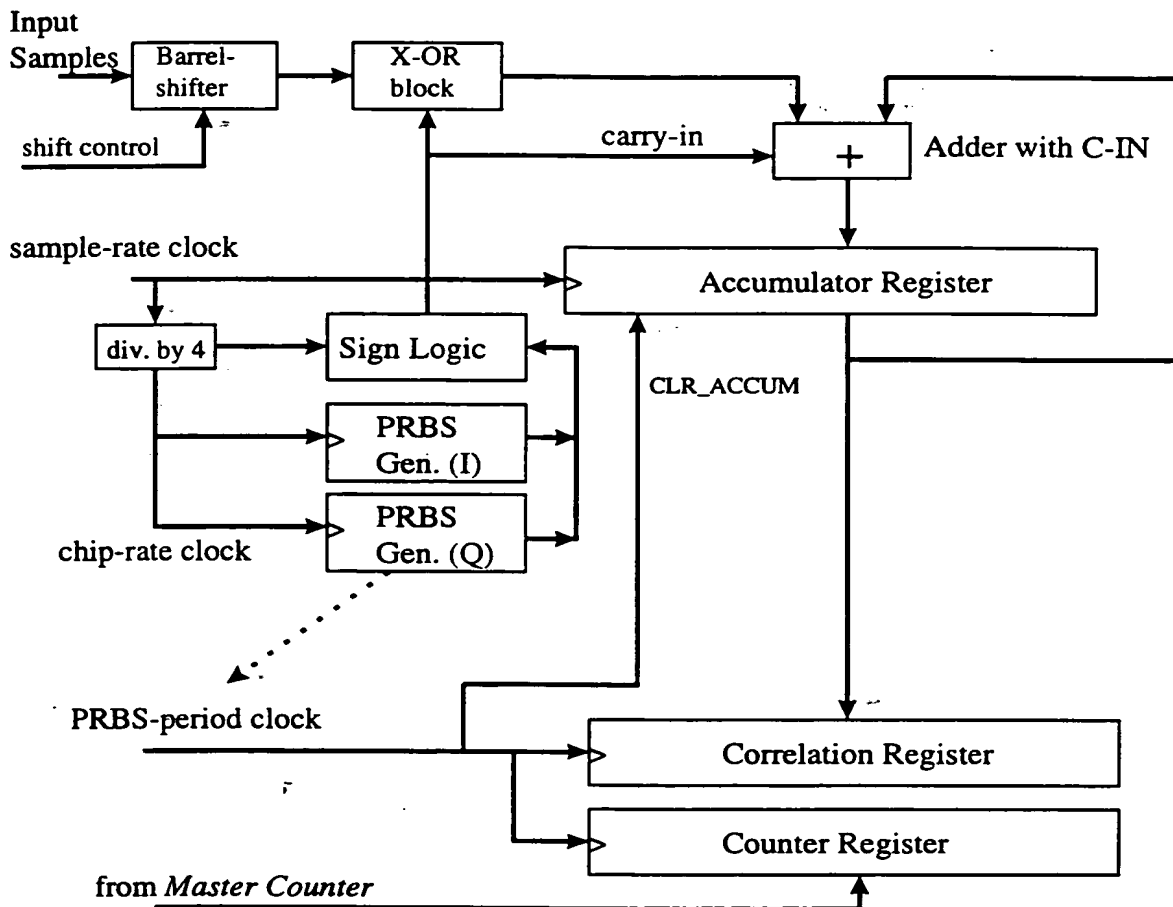 Input
Samples
Barrel-
shifter
X-OR
block
shift control
carry-in
+
Adder with C-IN
sample-rate clock
Accumulator Register
div. by 4
Sign Logic
CLR_ACCUM
PRBS
Gen. (I)
PRBS
Gen. (Q)
chip-rate clock
PRBS-period clock
Correlation Register
Counter Register
from Master Counter